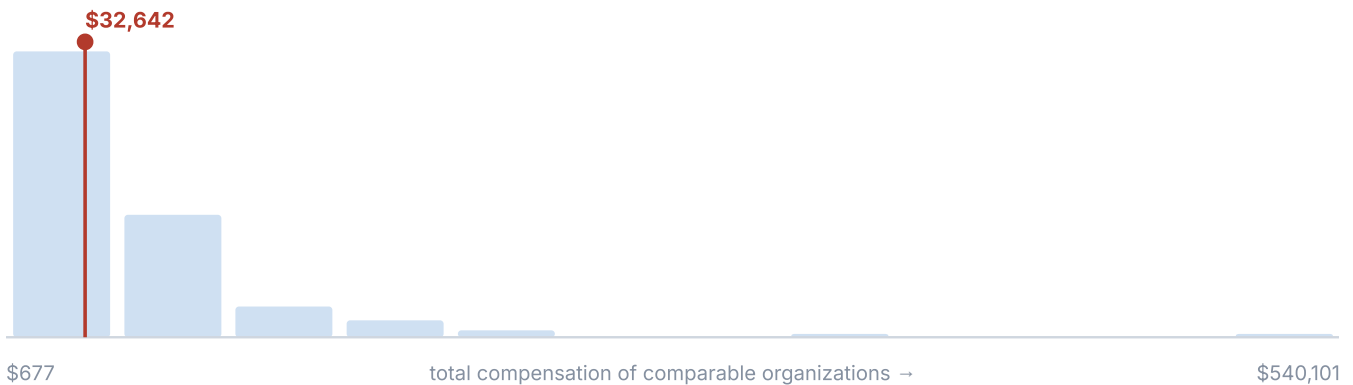 $32,642
$677
total compensation of comparable organizations →
$540,101